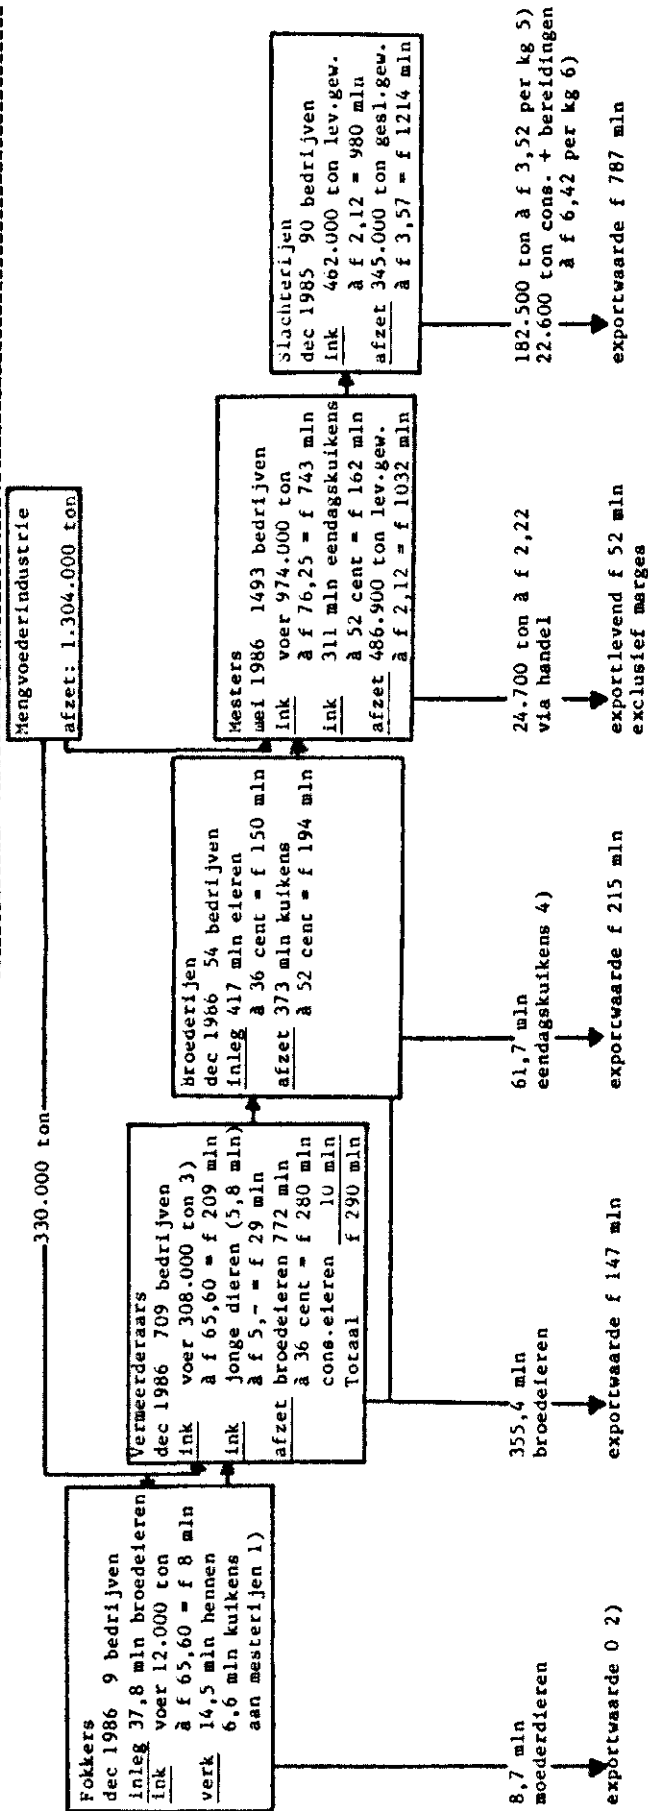 Mengvoederindustrie
afzet: 1.304.000 ton
330.000 ton
Fokkers
dec 1986 9 bedrijven
inleg 37,8 mln broedeieren
ink voer 12.000 ton
à f 65,60 = f 8 mln
verk 14,5 mln hennen
6,6 mln kuikens
aan mesterijen 1)
Vermeerderaars
dec 1986 709 bedrijven
ink voer 308.000 ton 3)
à f 65,60 = f 209 mln
ink jonge dieren (5,8 mln)
à f 5,- = f 29 mln
afzet broedeieren 772 mln
à 36 cent = f 280 mln
cons.eieren 10 mln
Totaal f 290 mln
broederijen
dec 1986 54 bedrijven
inleg 417 mln eieren
à 36 cent = f 150 mln
afzet 373 mln kuikens
à 52 cent = f 194 mln
Mesters
mei 1986 1493 bedrijven
ink voer 974.000 ton
à f 76,25 = f 743 mln
ink 311 mln eendagskuikens
à 52 cent = f 162 mln
afzet 486.900 ton lev.gew.
à f 2,12 = f 1032 mln
Slachterijen
dec 1985 90 bedrijven
ink 462.000 ton lev.gew.
à f 2,12 = 980 mln
afzet 345.000 ton gesl.gew.
à f 3,57 = f 1214 mln
8,7 mln
moederdieren
exportwaarde 0 2)
355,4 mln
broedeieren
exportwaarde f 147 mln
61,7 mln
eendagskuikens 4)
exportwaarde f 215 mln
24.700 ton à f 2,22
via handel
exportlevend f 52 mln
exclusief marges
182.500 ton à f 3,52 per kg 5)
22.600 ton cons. + bereidingen
à f 6,42 per kg 6)
exportwaarde f 787 mln